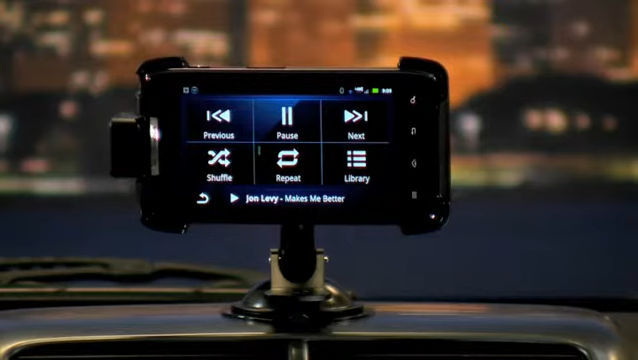 Previous
Pause
Next
Shuffle
Repeat
Library
Jon Levy - Makes Me Better